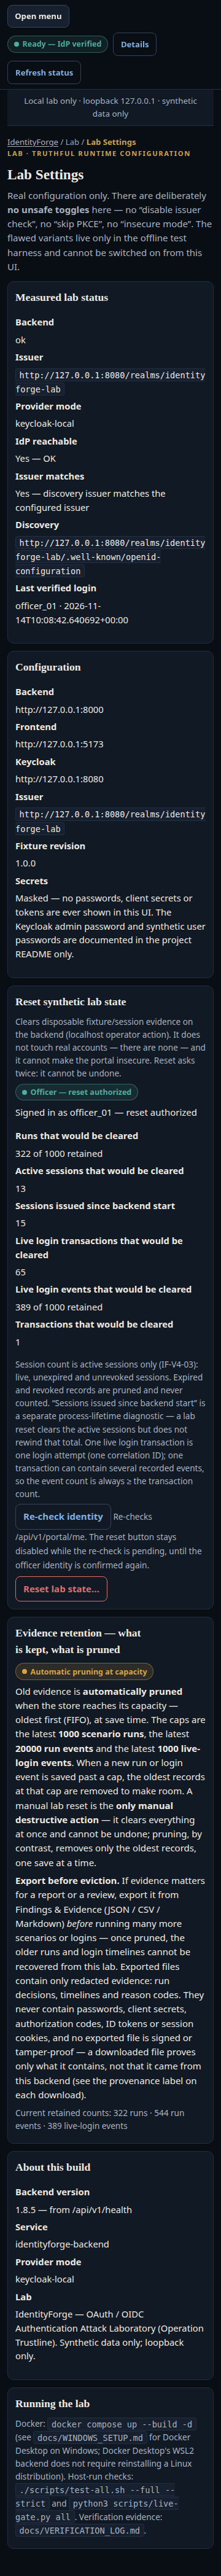 Open menu
Ready — IdP verified
Details
Refresh status
Local lab only · loopback 127.0.0.1 · synthetic
data only
IdentityForge / Lab / Lab Settings
LAB · TRUTHFUL RUNTIME CONFIGURATION
Lab Settings
Real configuration only. There are deliberately
no unsafe toggles here — no “disable issuer
check”, no “skip PKCE”, no “insecure mode”. The
flawed variants live only in the offline test
harness and cannot be switched on from this
UI.
Measured lab status
Backend
ok
Issuer
http://127.0.0.1:8080/realms/identity
forge-lab
Provider mode
keycloak-local
IdP reachable
Yes — OK
Issuer matches
Yes — discovery issuer matches the
configured issuer
Discovery
http://127.0.0.1:8080/realms/identity
forge-lab/.well-known/openid-
configuration
Last verified login
officer_01 · 2026-11-
14T10:08:42.640692+00:00
Configuration
Backend
http://127.0.0.1:8000
Frontend
http://127.0.0.1:5173
Keycloak
http://127.0.0.1:8080
Issuer
http://127.0.0.1:8080/realms/identity
forge-lab
Fixture revision
1.0.0
Secrets
Masked — no passwords, client secrets or
tokens are ever shown in this UI. The
Keycloak admin password and synthetic user
passwords are documented in the project
README only.
Reset synthetic lab state
Clears disposable fixture/session evidence on
the backend (localhost operator action). It does
not touch real accounts — there are none — and
it cannot make the portal insecure. Reset asks
twice: it cannot be undone.
Officer — reset authorized
Signed in as officer_01 — reset authorized
Runs that would be cleared
322 of 1000 retained
Active sessions that would be cleared
13
Sessions issued since backend start
15
Live login transactions that would be
cleared
65
Live login events that would be cleared
389 of 1000 retained
Transactions that would be cleared
1
Session count is active sessions only (IF-V4-03):
live, unexpired and unrevoked sessions. Expired
and revoked records are pruned and never
counted. “Sessions issued since backend start” is
a separate process-lifetime diagnostic — a lab
reset clears the active sessions but does not
rewind that total. One live login transaction is
one login attempt (one correlation ID); one
transaction can contain several recorded events,
so the event count is always ≥ the transaction
count.
Re-check identity Re-checks
/api/v1/portal/me. The reset button stays
disabled while the re-check is pending, until the
officer identity is confirmed again.
Reset lab state…
Evidence retention — what
is kept, what is pruned
Automatic pruning at capacity
Old evidence is automatically pruned
when the store reaches its capacity —
oldest first (FIFO), at save time. The caps are
the latest 1000 scenario runs, the latest
20000 run events and the latest 1000 live-
login events. When a new run or login
event is saved past a cap, the oldest records
at that cap are removed to make room. A
manual lab reset is the only manual
destructive action — it clears everything
at once and cannot be undone; pruning, by
contrast, removes only the oldest records,
one save at a time.
Export before eviction. If evidence matters
for a report or a review, export it from
Findings & Evidence (JSON / CSV /
Markdown) before running many more
scenarios or logins — once pruned, the
older runs and login timelines cannot be
recovered from this lab. Exported files
contain only redacted evidence: run
decisions, timelines and reason codes. They
never contain passwords, client secrets,
authorization codes, ID tokens or session
cookies, and no exported file is signed or
tamper-proof — a downloaded file proves
only what it contains, not that it came from
this backend (see the provenance label on
each download).
Current retained counts: 322 runs · 544 run
events · 389 live-login events
About this build
Backend version
1.8.5 — from /api/v1/health
Service
identityforge-backend
Provider mode
keycloak-local
Lab
IdentityForge — OAuth / OIDC
Authentication Attack Laboratory (Operation
Trustline). Synthetic data only; loopback
only.
Running the lab
Docker: docker compose up --build -d
(see docs/WINDOWS_SETUP.md for Docker
Desktop on Windows; Docker Desktop's WSL2
backend does not require reinstalling a Linux
distribution). Host-run checks:
./scripts/test-all.sh --full --
strict and python3 scripts/live-
gate.py all . Verification evidence:
docs/VERIFICATION_LOG.md .